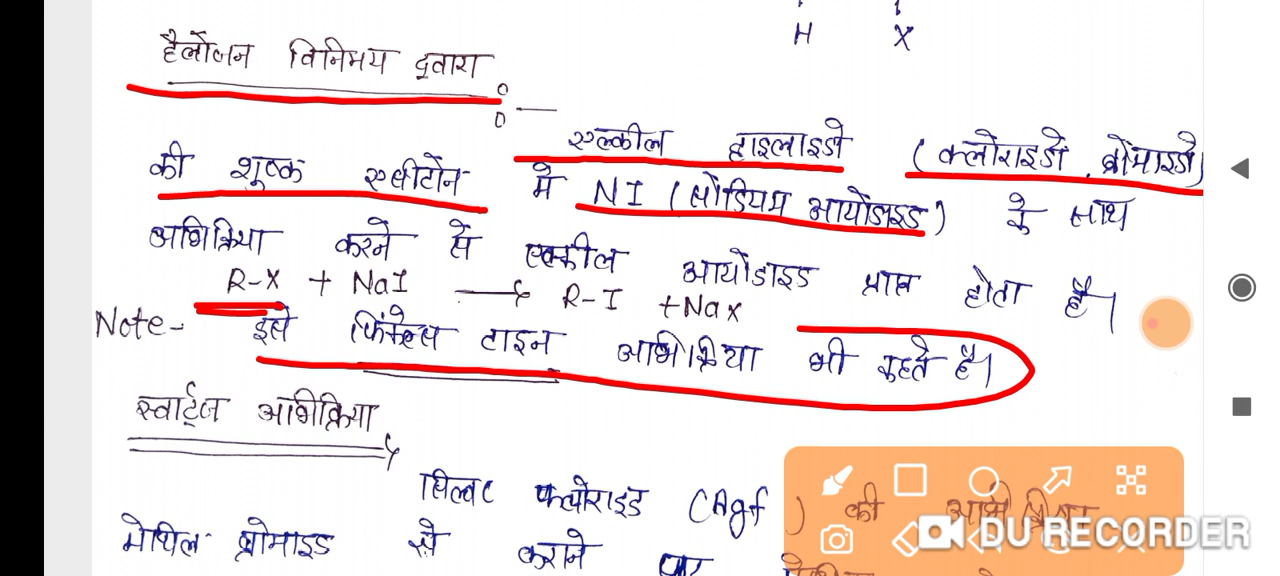 H X
हैलोजन विनिमय द्वारा :—
एल्कील हाइलाइडो (क्लोराइडो, ब्रोमाइडो)
की शुष्क एसीटोन में NI (सोडियम आयोडाइड) के साथ
अभिक्रिया करने से एल्कील आयोडाइड प्राप्त होता है।
R-X + NaI → R-I + NaX
Note- इसे फिंकेल्स टाइन अभिक्रिया भी कहते है।
स्वार्ट्ज अभिक्रिया
सिल्वर फ्लोराइड (Agf) की
मेथिल ब्रोमाइड से कराने पर
DU RECORDER